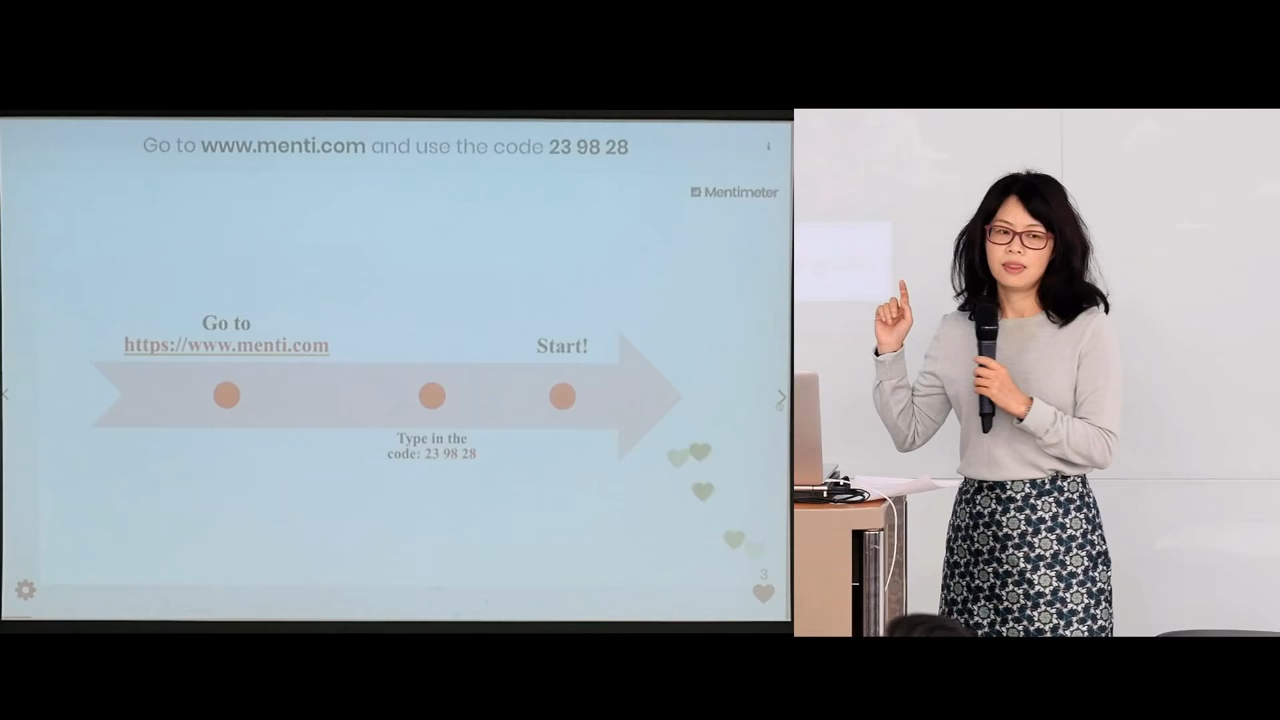 Go to www.menti.com and use the code 23 98 28
Mentimeter
Go to
https://www.menti.com
Start!
Type in the
code: 23 98 28
3